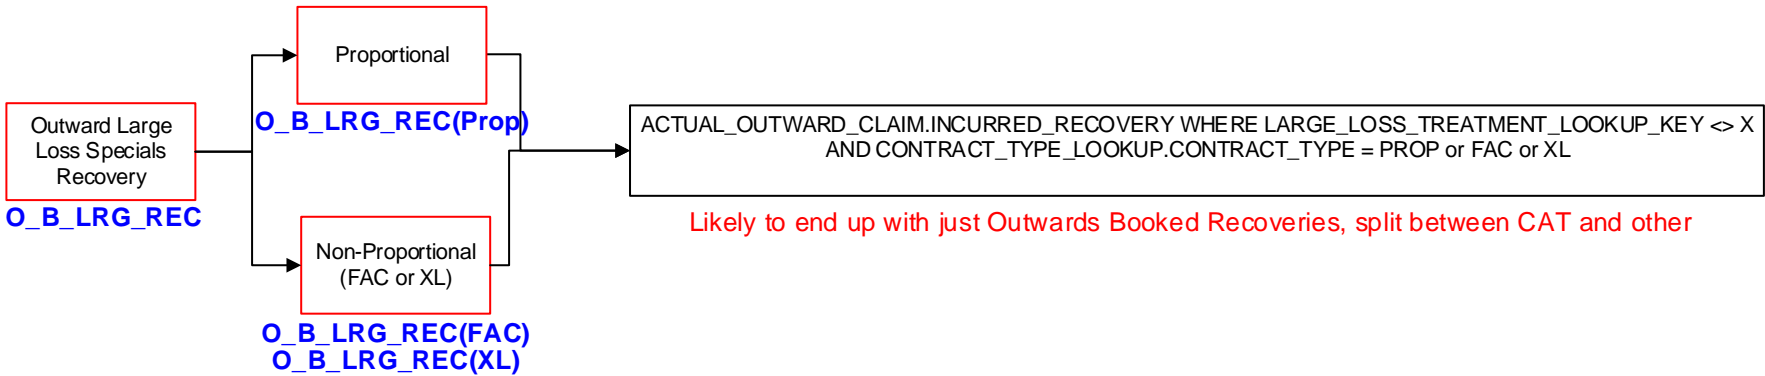 Proportional
O_B_LRG_REC(Prop)
Outward Large
Loss Specials
Recovery
O_B_LRG_REC
ACTUAL_OUTWARD_CLAIM.INCURRED_RECOVERY WHERE LARGE_LOSS_TREATMENT_LOOKUP_KEY <> X
AND CONTRACT_TYPE_LOOKUP.CONTRACT_TYPE = PROP or FAC or XL
Likely to end up with just Outwards Booked Recoveries, split between CAT and other
Non-Proportional
(FAC or XL)
O_B_LRG_REC(FAC)
O_B_LRG_REC(XL)